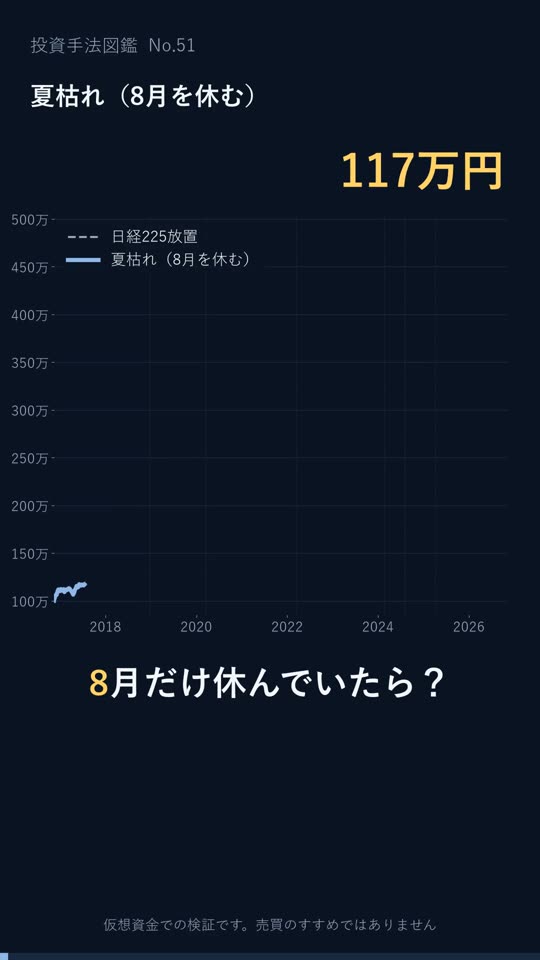 投資手法図鑑 No.51
夏枯れ（8月を休む）
117万円
500万
日経225放置
夏枯れ（8月を休む）
450万
400万
350万
300万
250万
200万
150万
100万
2018 2020 2022 2024 2026
8月だけ休んでいたら？
仮想資金での検証です。売買のすすめではありません